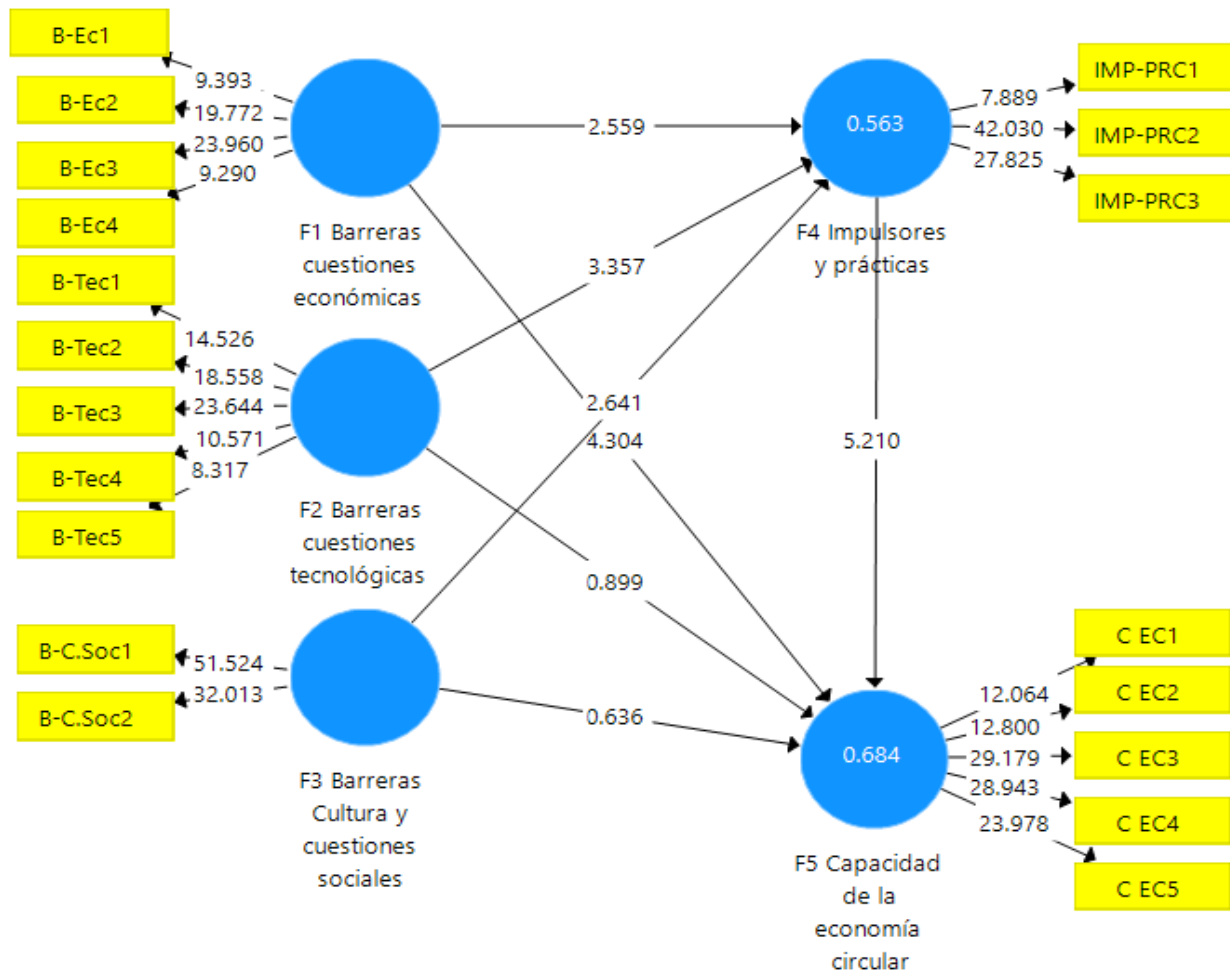 B-Ec1
9.393
B-Ec2
19.772
B-Ec3
23.960
9.290
B-Ec4
F1 Barreras
cuestiones
económicas
2.559
0.563
F4 Impulsores
y prácticas
7.889
42.030
27.825
IMP-PRC1
IMP-PRC2
IMP-PRC3
B-Tec1
14.526
B-Tec2
18.558
B-Tec3
23.644
10.571
B-Tec4
8.317
B-Tec5
F2 Barreras
cuestiones
tecnológicas
3.357
2.641
4.304
5.210
0.899
B-C.Soc1
51.524
32.013
B-C.Soc2
F3 Barreras
Cultura y
cuestiones
sociales
0.636
0.684
F5 Capacidad
de la
economía
circular
12.064
12.800
29.179
28.943
23.978
C EC1
C EC2
C EC3
C EC4
C EC5